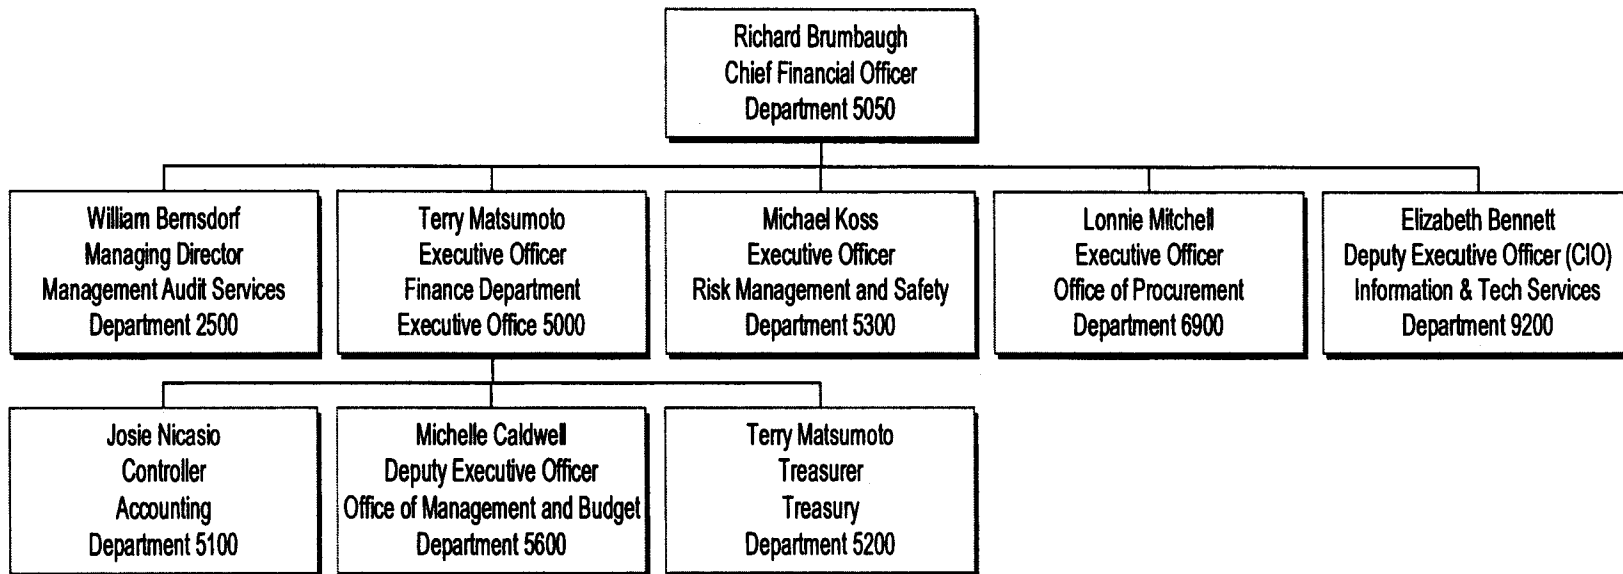 Richard Brumbaugh
Chief Financial Officer
Department 5050
William Bernsdorf
Managing Director
Management Audit Services
Department 2500
Terry Matsumoto
Executive Officer
Finance Department
Executive Office 5000
Michael Koss
Executive Officer
Risk Management and Safety
Department 5300
Lonnie Mitchell
Executive Officer
Office of Procurement
Department 6900
Elizabeth Bennett
Deputy Executive Officer (CIO)
Information & Tech Services
Department 9200
Josie Nicasio
Controller
Accounting
Department 5100
Michelle Caldwell
Deputy Executive Officer
Office of Management and Budget
Department 5600
Terry Matsumoto
Treasurer
Treasury
Department 5200